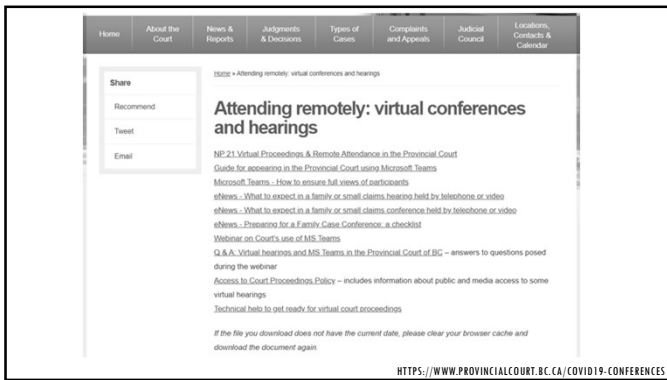 Home
About the Court
News & Reports
Judgments & Decisions
Types of Cases
Complaints and Appeals
Judicial Council
Locations, Contacts & Calendar
Share
Recommend
Tweet
Email
Home » Attending remotely: virtual conferences and hearings
Attending remotely: virtual conferences
and hearings
NP 21 Virtual Proceedings & Remote Attendance in the Provincial Court
Guide for appearing in the Provincial Court using Microsoft Teams
Microsoft Teams - How to ensure full views of participants
eNews - What to expect in a family or small claims hearing held by telephone or video
eNews - What to expect in a family or small claims conference held by telephone or video
eNews - Preparing for a Family Case Conference: a checklist
Webinar on Court's use of MS Teams
Q & A: Virtual hearings and MS Teams in the Provincial Court of BC – answers to questions posed
during the webinar
Access to Court Proceedings Policy – includes information about public and media access to some
virtual hearings
Technical help to get ready for virtual court proceedings
If the file you download does not have the current date, please clear your browser cache and
download the document again.
HTTPS://WWW.PROVINCIALCOURT.BC.CA/COVID19-CONFERENCES